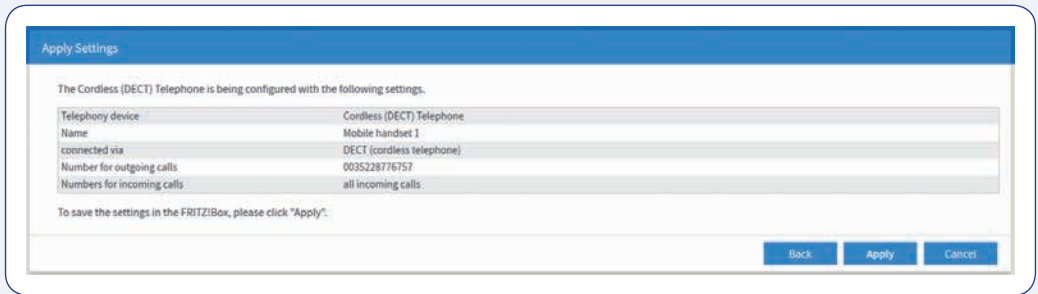 Apply Settings
The Cordless (DECT) Telephone is being configured with the following settings.
Telephony device Cordless (DECT) Telephone
Name Mobile handset 1
connected via DECT (cordless telephone)
Number for outgoing calls 0035228776757
Numbers for incoming calls all incoming calls
To save the settings in the FRITZ!Box, please click "Apply".
Back Apply Cancel